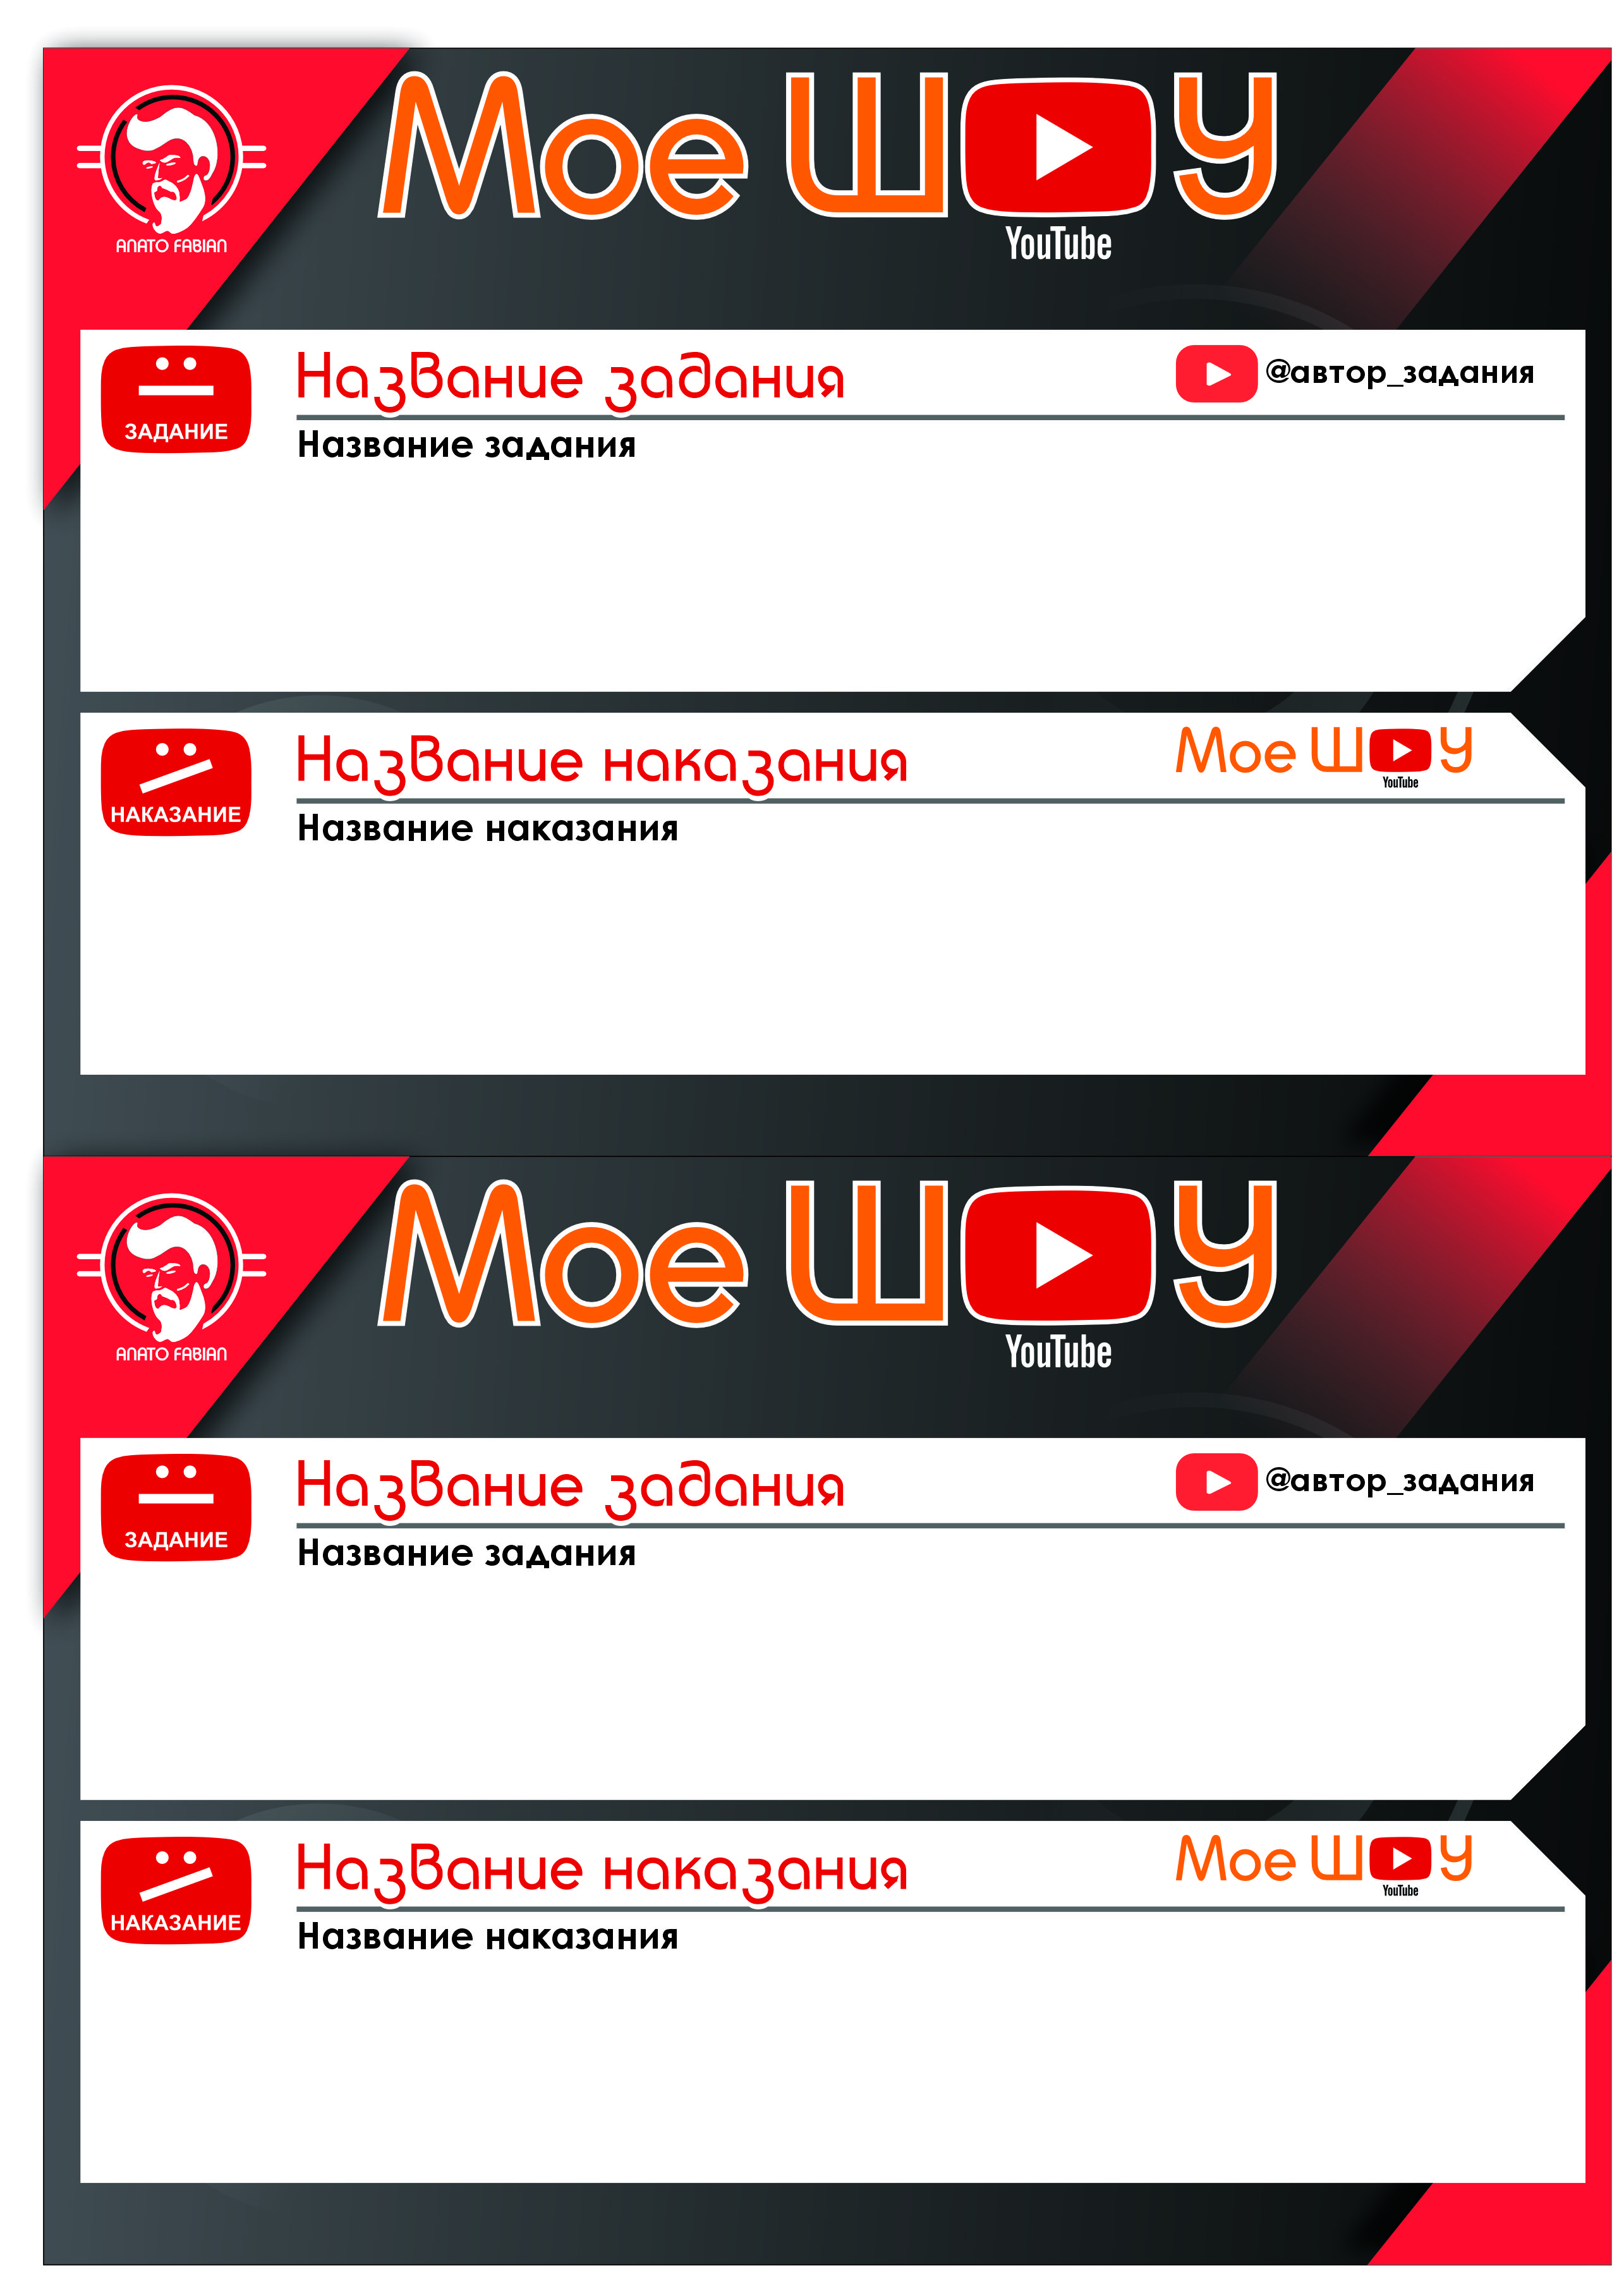 Мое ШОУ
YouTube
ANATO FABIAN
ЗАДАНИЕ
Название задания
@автор_задания
Название задания
НАКАЗАНИЕ
Название наказания
Мое ШОУ
YouTube
Название наказания
Мое ШОУ
YouTube
ANATO FABIAN
ЗАДАНИЕ
Название задания
@автор_задания
Название задания
НАКАЗАНИЕ
Название наказания
Мое ШОУ
YouTube
Название наказания